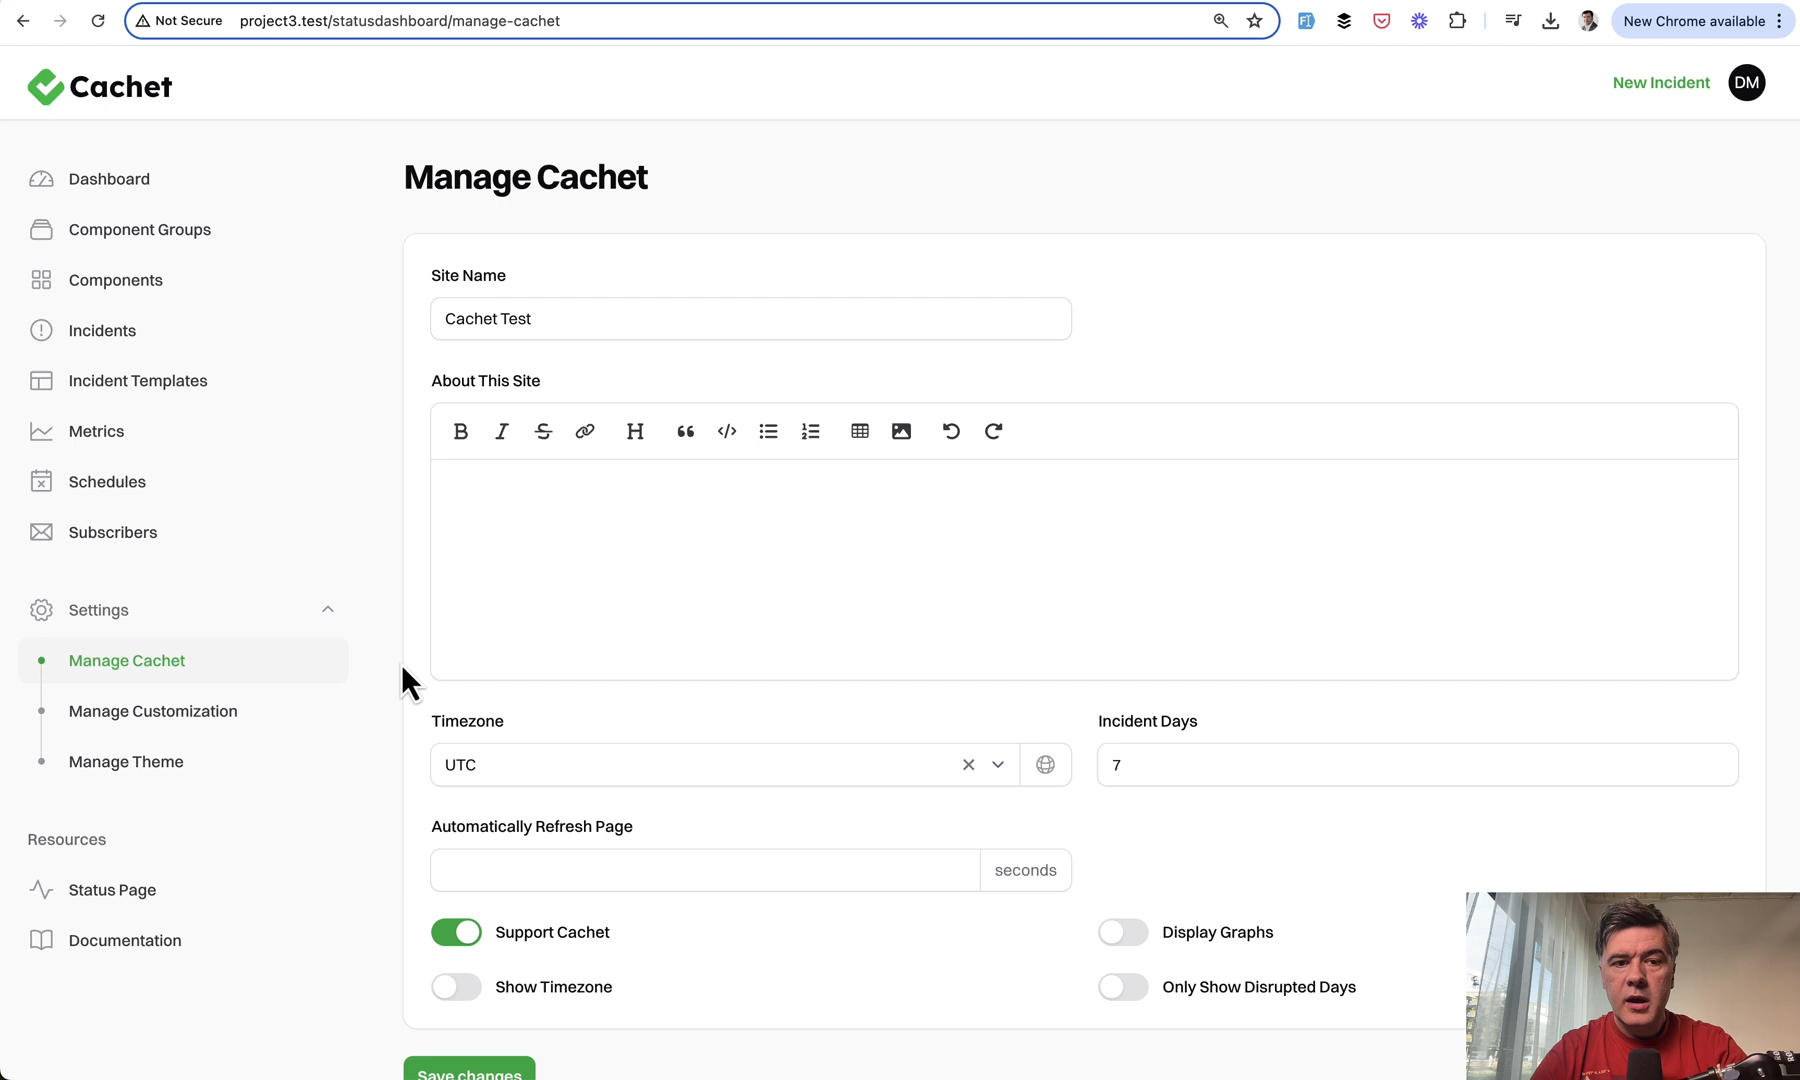 Not Secure project3.test/statusdashboard/manage-cachet
New Chrome available
Cachet
New Incident
DM
Dashboard
Component Groups
Components
Incidents
Incident Templates
Metrics
Schedules
Subscribers
Settings
Manage Cachet
Manage Customization
Manage Theme
Resources
Status Page
Documentation
Manage Cachet
Site Name
Cachet Test
About This Site
Timezone
Incident Days
UTC
7
Automatically Refresh Page
seconds
Support Cachet
Display Graphs
Show Timezone
Only Show Disrupted Days
Save changes